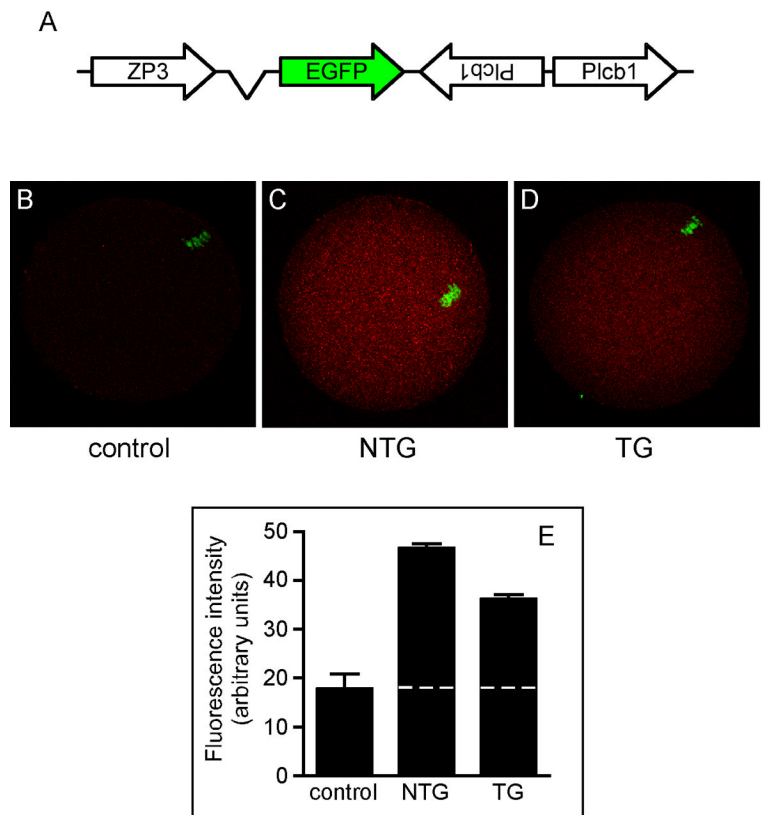 A
ZP3
EGFP
Plcb1
Plcb1
B
C
D
control
NTG
TG
E
Fluorescence intensity
(arbitrary units)
50
40
30
20
10
0
control
NTG
TG